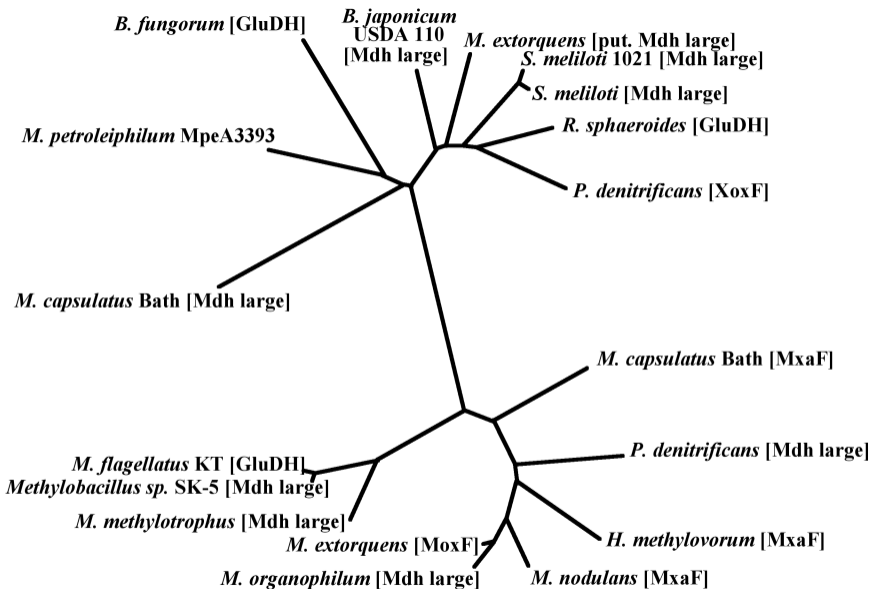 B. japonicum
B. fungorum [GluDH]
USDA 110
[Mdh large]
M. extorquens [put. Mdh large]
S. meliloti 1021 [Mdh large]
S. meliloti [Mdh large]
R. sphaeroides [GluDH]
M. petroleiphilum MpeA3393
P. denitrificans [XoxF]
M. capsulatus Bath [Mdh large]
M. capsulatus Bath [MxaF]
P. denitrificans [Mdh large]
M. flagellatus KT [GluDH]
Methylobacillus sp. SK-5 [Mdh large]
M. methylotrophus [Mdh large]
H. methylovorum [MxaF]
M. extorquens [MoxF]
M. organophilum [Mdh large]
M. nodulans [MxaF]